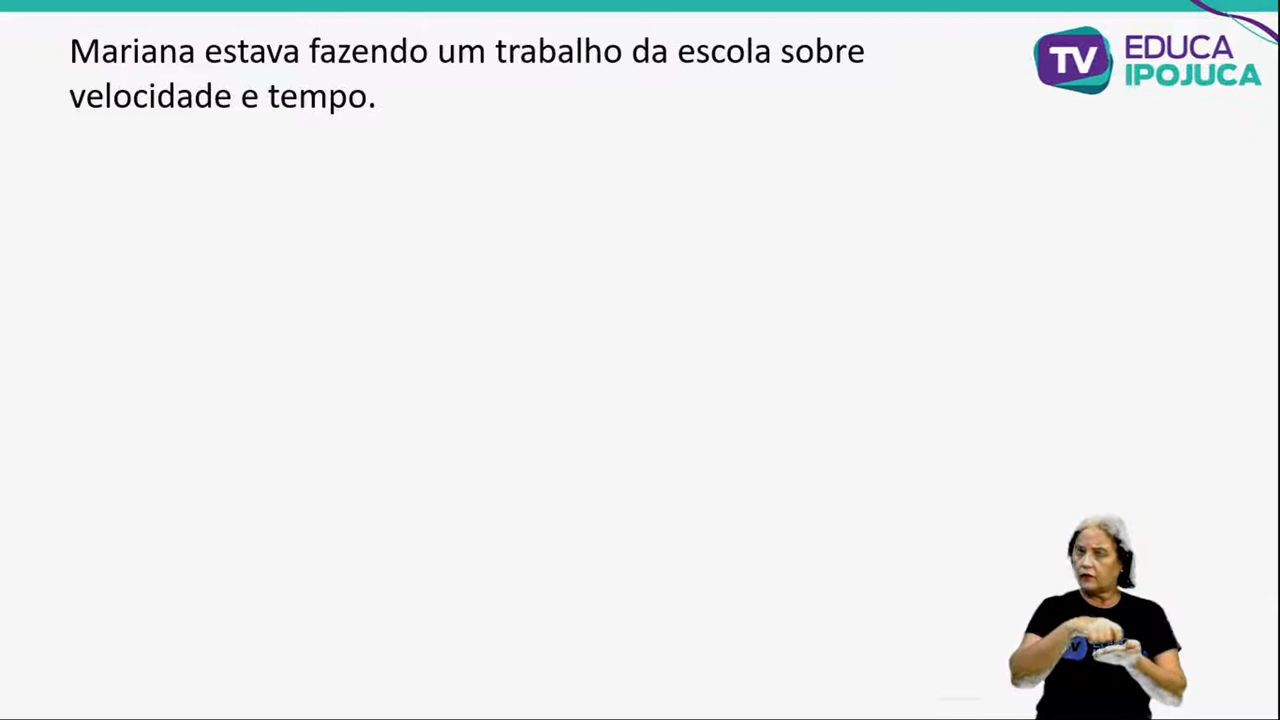 Mariana estava fazendo um trabalho da escola sobre
velocidade e tempo.
TV EDUCA
IPOJUCA